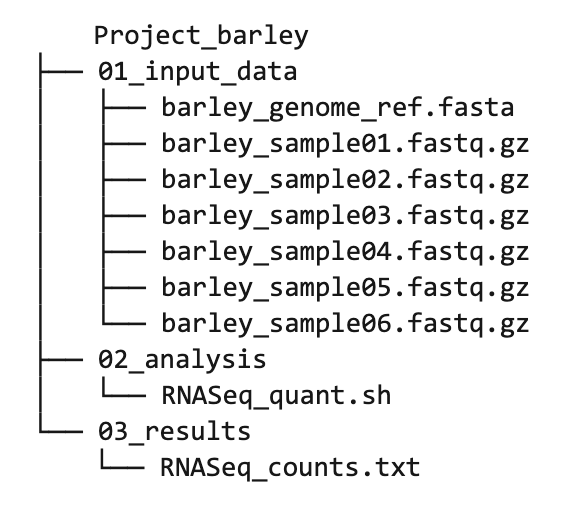 Project_barley
01_input_data
barley_genome_ref.fasta
barley_sample01.fastq.gz
barley_sample02.fastq.gz
barley_sample03.fastq.gz
barley_sample04.fastq.gz
barley_sample05.fastq.gz
barley_sample06.fastq.gz
02_analysis
RNASeq_quant.sh
03_results
RNASeq_counts.txt